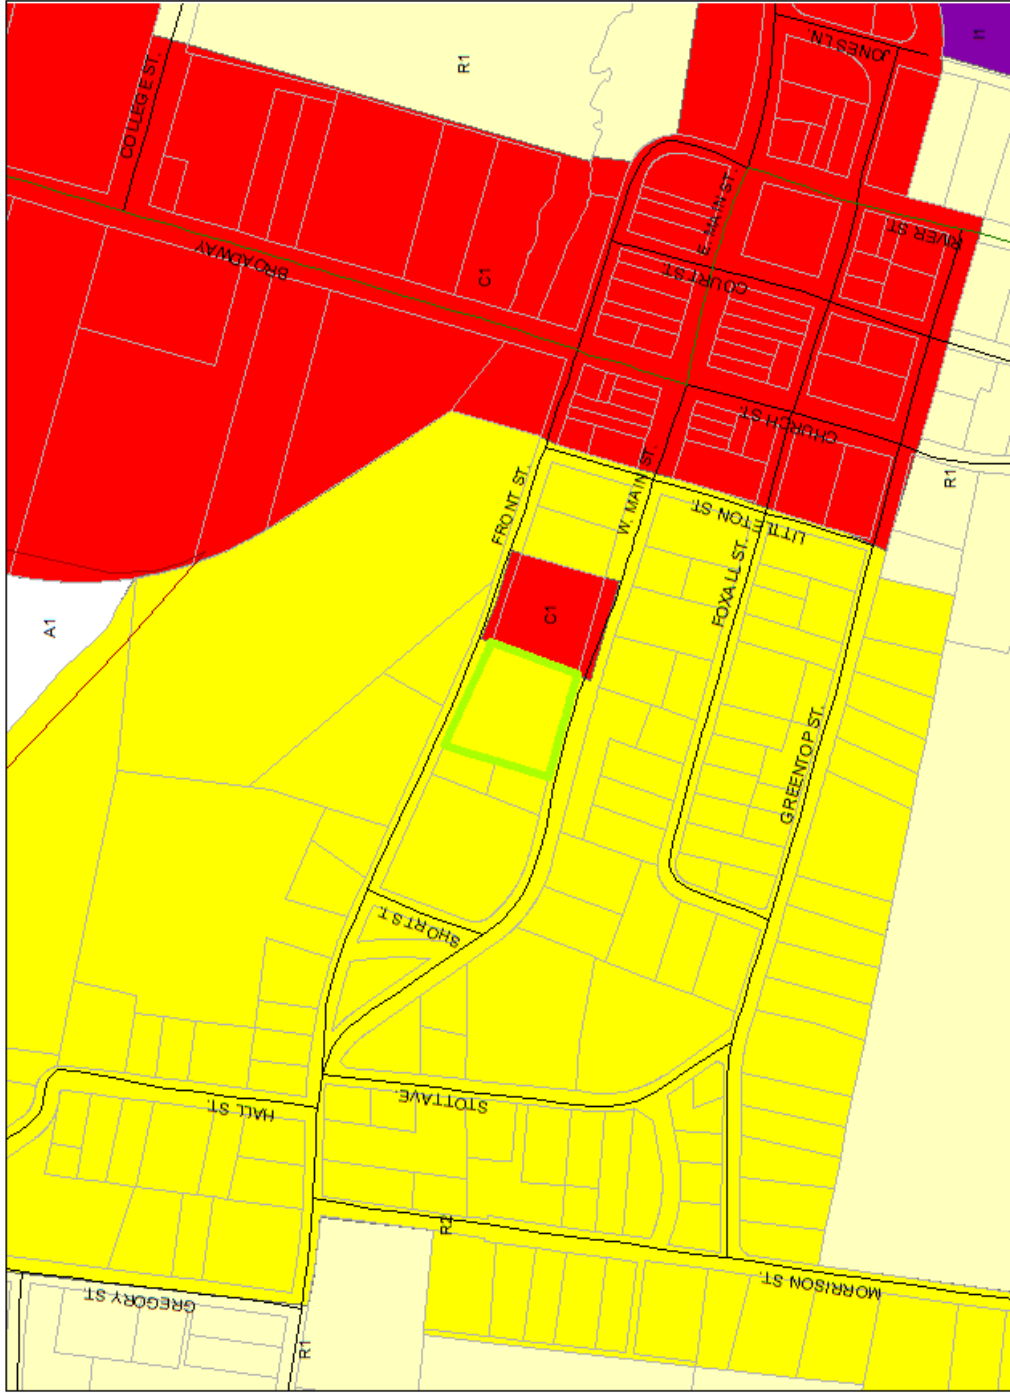 COLLEGE ST.
R1
JONES LN.
I1
BROADWAY
C1
E. MAIN ST.
COURT ST.
RIVER ST.
CHURCH ST.
R1
FRONT ST.
W. MAIN ST.
LITTLETON ST.
FOXALL ST.
A1
C1
GREENTOP ST.
SHORT ST.
HALL ST.
STOTT AVE
R2
GREGORY ST.
MORRISON ST.
R1